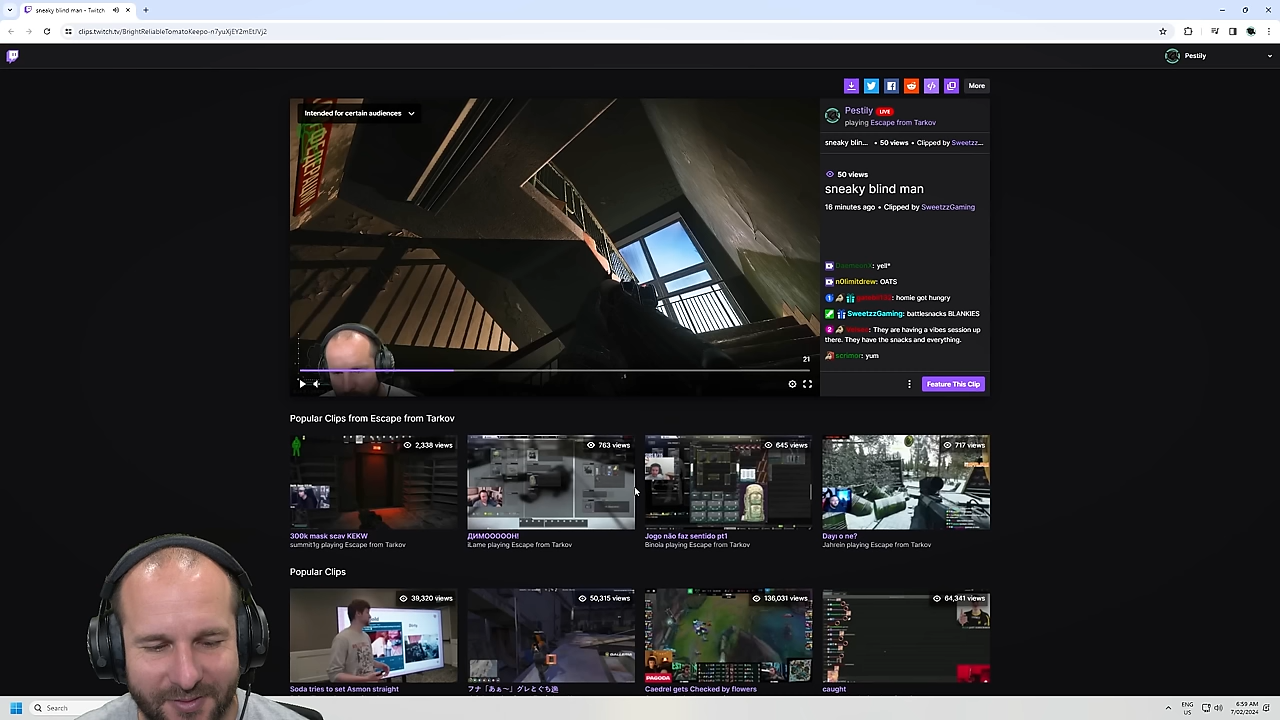 sneaky blind man - Twitch
clips.twitch.tv/BrightReliableTomatoKeepo-n7yuXjEY2mEtJVj2
Pestily
More
Intended for certain audiences
Pestily LIVE
playing Escape from Tarkov
sneaky blin... • 50 views • Clipped by Sweetzz...
50 views
sneaky blind man
16 minutes ago • Clipped by SweetzzGaming
: yell*
n0limitdrew: OATS
: homie got hungry
SweetzzGaming: battlesnacks BLANKIES
: They are having a vibes session up
there. They have the snacks and everything.
scrimor: yum
21
Feature This Clip
Popular Clips from Escape from Tarkov
2,338 views
763 views
645 views
717 views
300k mask scav KEKW
ДИМОООООН!
Jogo não faz sentido pt1
Dayı o ne?
summit1g playing Escape from Tarkov
iLame playing Escape from Tarkov
Binoia playing Escape from Tarkov
Jahrein playing Escape from Tarkov
Popular Clips
39,320 views
50,315 views
136,031 views
64,341 views
PAGODA
Soda tries to set Asmon straight
Caedrel gets Checked by flowers
caught
Search
ENG
US
6:59 AM
7/02/2024